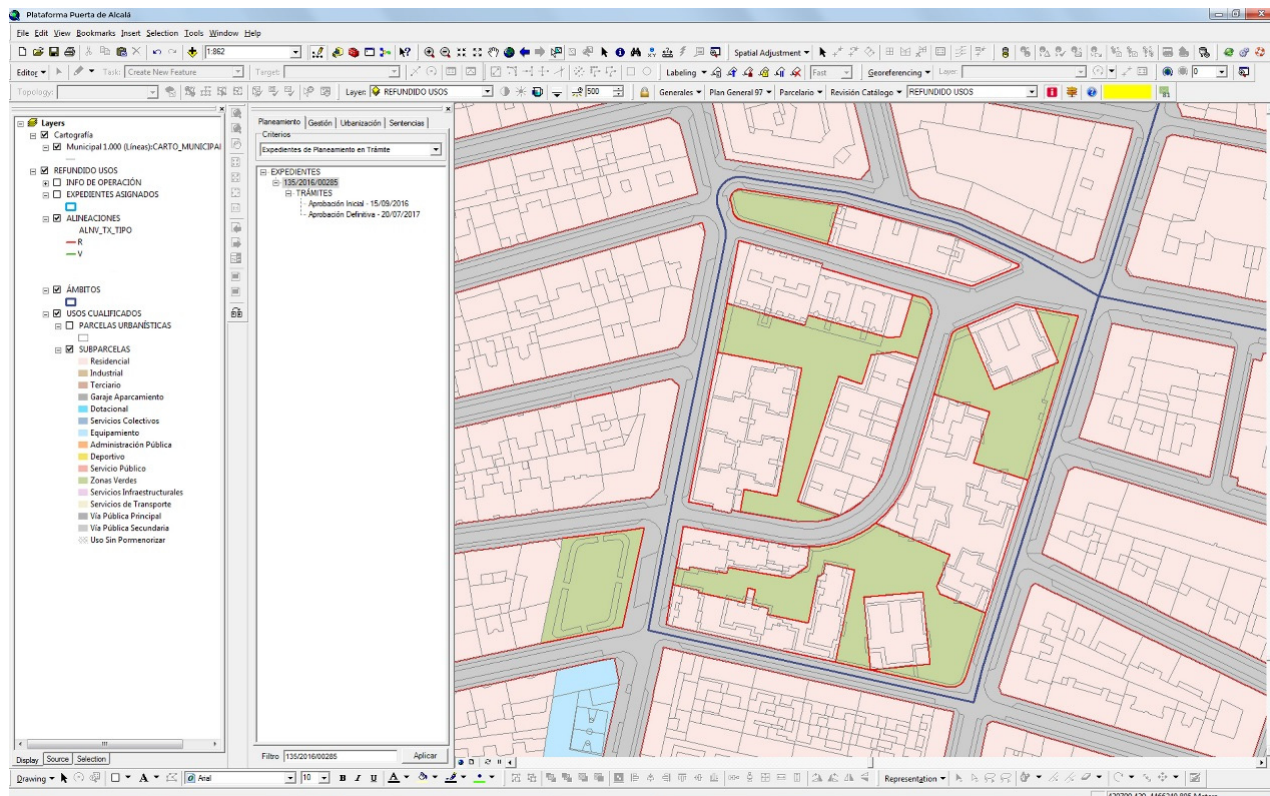 Plataforma Puerta de Alcalá
File Edit View Bookmarks Insert Selection Tools Window Help
1:862
Spatial Adjustment
Editor Task: Create New Feature Target: Labeling Fast Georeferencing Layer: 0
Topology: Layer: REFUNDIDO USOS 500 Generales Plan General 97 Parcelario Revisión Catálogo REFUNDIDO USOS
Layers
Cartografía
Municipal 1.000 (Líneas):CARTO_MUNICIPAL
REFUNDIDO USOS
INFO DE OPERACIÓN
EXPEDIENTES ASIGNADOS
ALINEACIONES
ALNV_TX_TIPO
R
V
ÁMBITOS
USOS CUALIFICADOS
PARCELAS URBANÍSTICAS
SUBPARCELAS
Residencial
Industrial
Terciario
Garaje Aparcamiento
Dotacional
Servicios Colectivos
Equipamiento
Administración Pública
Deportivo
Servicio Público
Zonas Verdes
Servicios Infraestructurales
Servicios de Transporte
Vía Pública Principal
Vía Pública Secundaria
Uso Sin Pormenorizar
Display Source Selection
Planeamiento Gestión Urbanización Sentencias
Criterios
Expedientes de Planeamiento en Trámite
EXPEDIENTES
135/2016/00285
TRÁMITES
Aprobación Inicial - 15/09/2016
Aprobación Definitiva - 20/07/2017
Filtro 135/2016/00285 Aplicar
Drawing A Arial 10 B I U A Representation